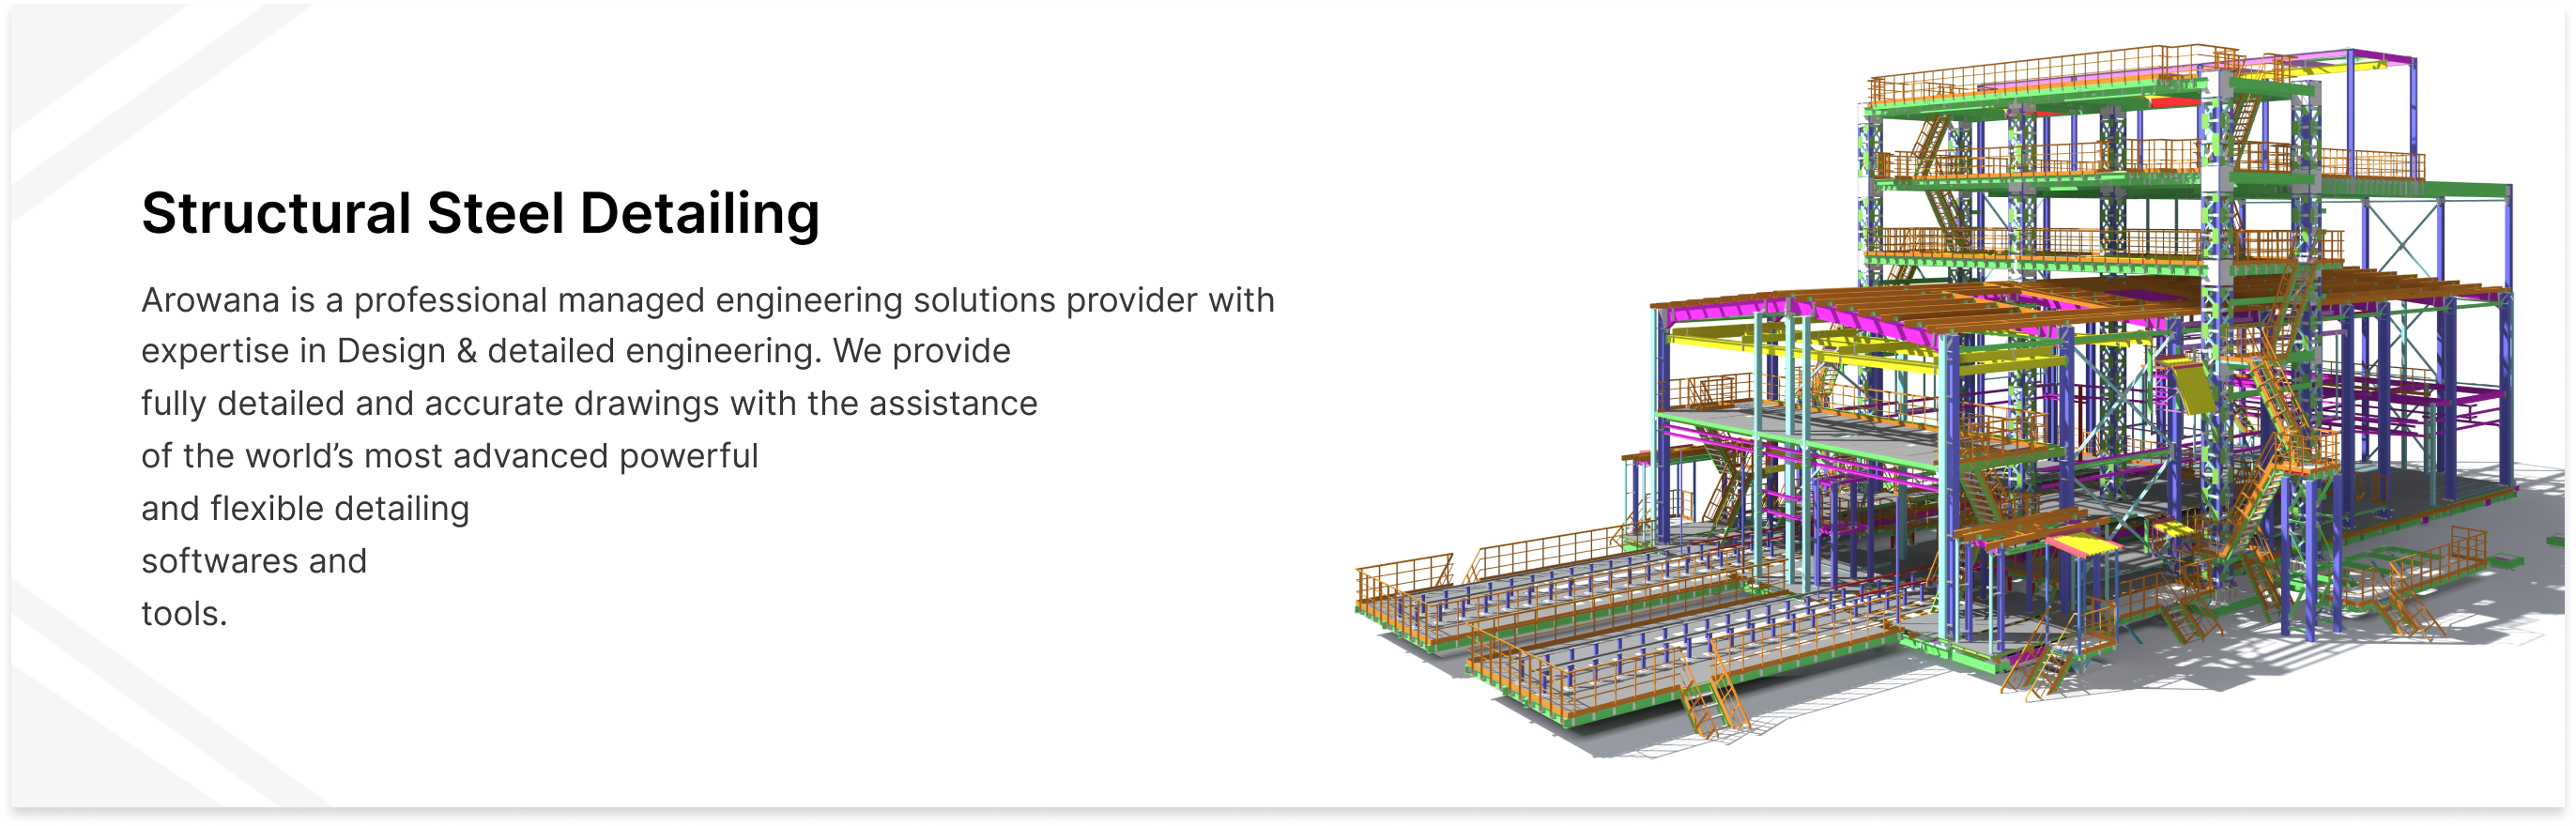 Structural Steel Detailing
Arowana is a professional managed engineering solutions provider with
expertise in Design & detailed engineering. We provide
fully detailed and accurate drawings with the assistance
of the world’s most advanced powerful
and flexible detailing
softwares and
tools.